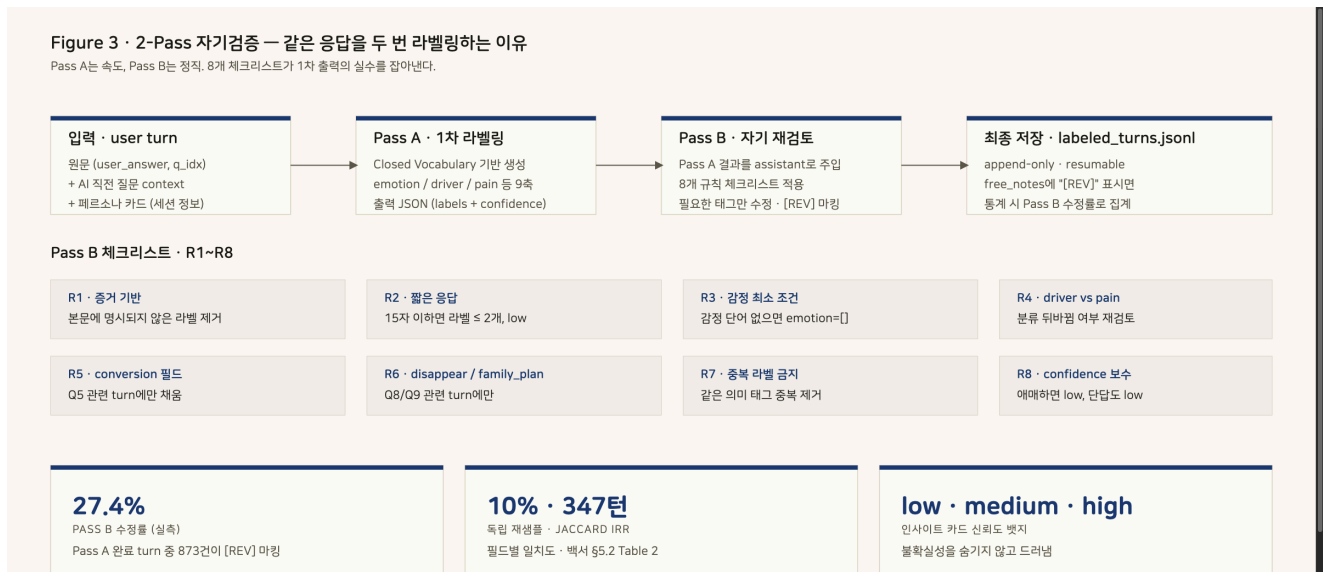 Figure 3 · 2-Pass 자기검증 — 같은 응답을 두 번 라벨링하는 이유
Pass A는 속도, Pass B는 정직. 8개 체크리스트가 1차 출력의 실수를 잡아낸다.
입력 · user turn
원문 (user_answer, q_idx)
+ AI 직전 질문 context
+ 페르소나 카드 (세션 정보)
Pass A · 1차 라벨링
Closed Vocabulary 기반 생성
emotion / driver / pain 등 9축
출력 JSON (labels + confidence)
Pass B · 자기 재검토
Pass A 결과를 assistant로 주입
8개 규칙 체크리스트 적용
필요한 태그만 수정 · [REV] 마킹
최종 저장 · labeled_turns.jsonl
append-only · resumable
free_notes에 "[REV]" 표시면
통계 시 Pass B 수정률로 집계
Pass B 체크리스트 · R1~R8
R1 · 증거 기반
본문에 명시되지 않은 라벨 제거
R2 · 짧은 응답
15자 이하면 라벨 ≤ 2개, low
R3 · 감정 최소 조건
감정 단어 없으면 emotion=[]
R4 · driver vs pain
분류 뒤바뀜 여부 재검토
R5 · conversion 필드
Q5 관련 turn에만 채움
R6 · disappear / family_plan
Q8/Q9 관련 turn에만
R7 · 중복 라벨 금지
같은 의미 태그 중복 제거
R8 · confidence 보수
애매하면 low, 단답도 low
27.4%
PASS B 수정률 (실측)
Pass A 완료 turn 중 873건이 [REV] 마킹
10% · 347턴
독립 재샘플 · JACCARD IRR
필드별 일치도 · 백서 §5.2 Table 2
low · medium · high
인사이트 카드 신뢰도 뱃지
불확실성을 숨기지 않고 드러냄